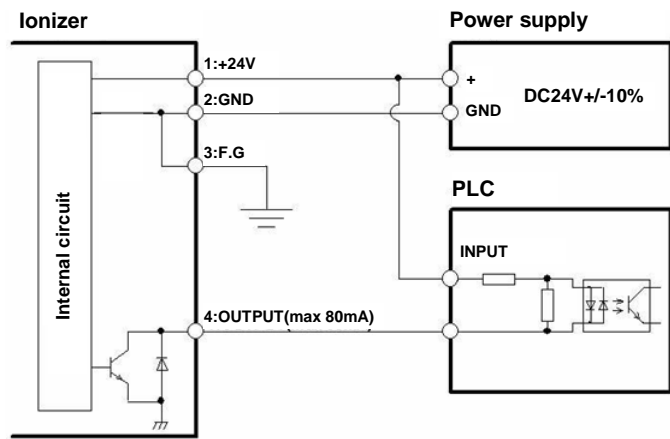 Ionizer
Power supply
1:+24V
+
DC24V+/-10%
2:GND
GND
3:F.G
PLC
Internal circuit
INPUT
4:OUTPUT(max 80mA)